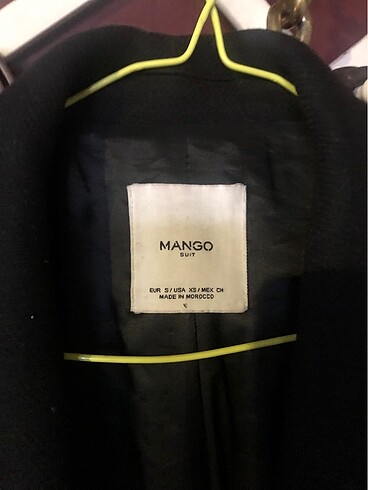 MANGO
SUIT
EUR S / USA XS / MEX CH
MADE IN MOROCCO